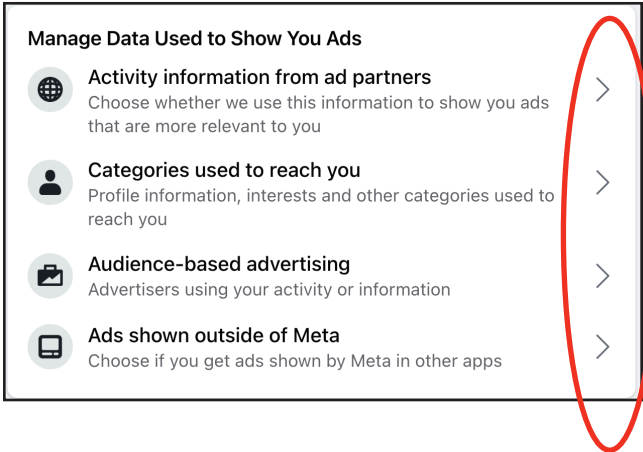 Manage Data Used to Show You Ads
Activity information from ad partners
Choose whether we use this information to show you ads
that are more relevant to you
Categories used to reach you
Profile information, interests and other categories used to
reach you
Audience-based advertising
Advertisers using your activity or information
Ads shown outside of Meta
Choose if you get ads shown by Meta in other apps